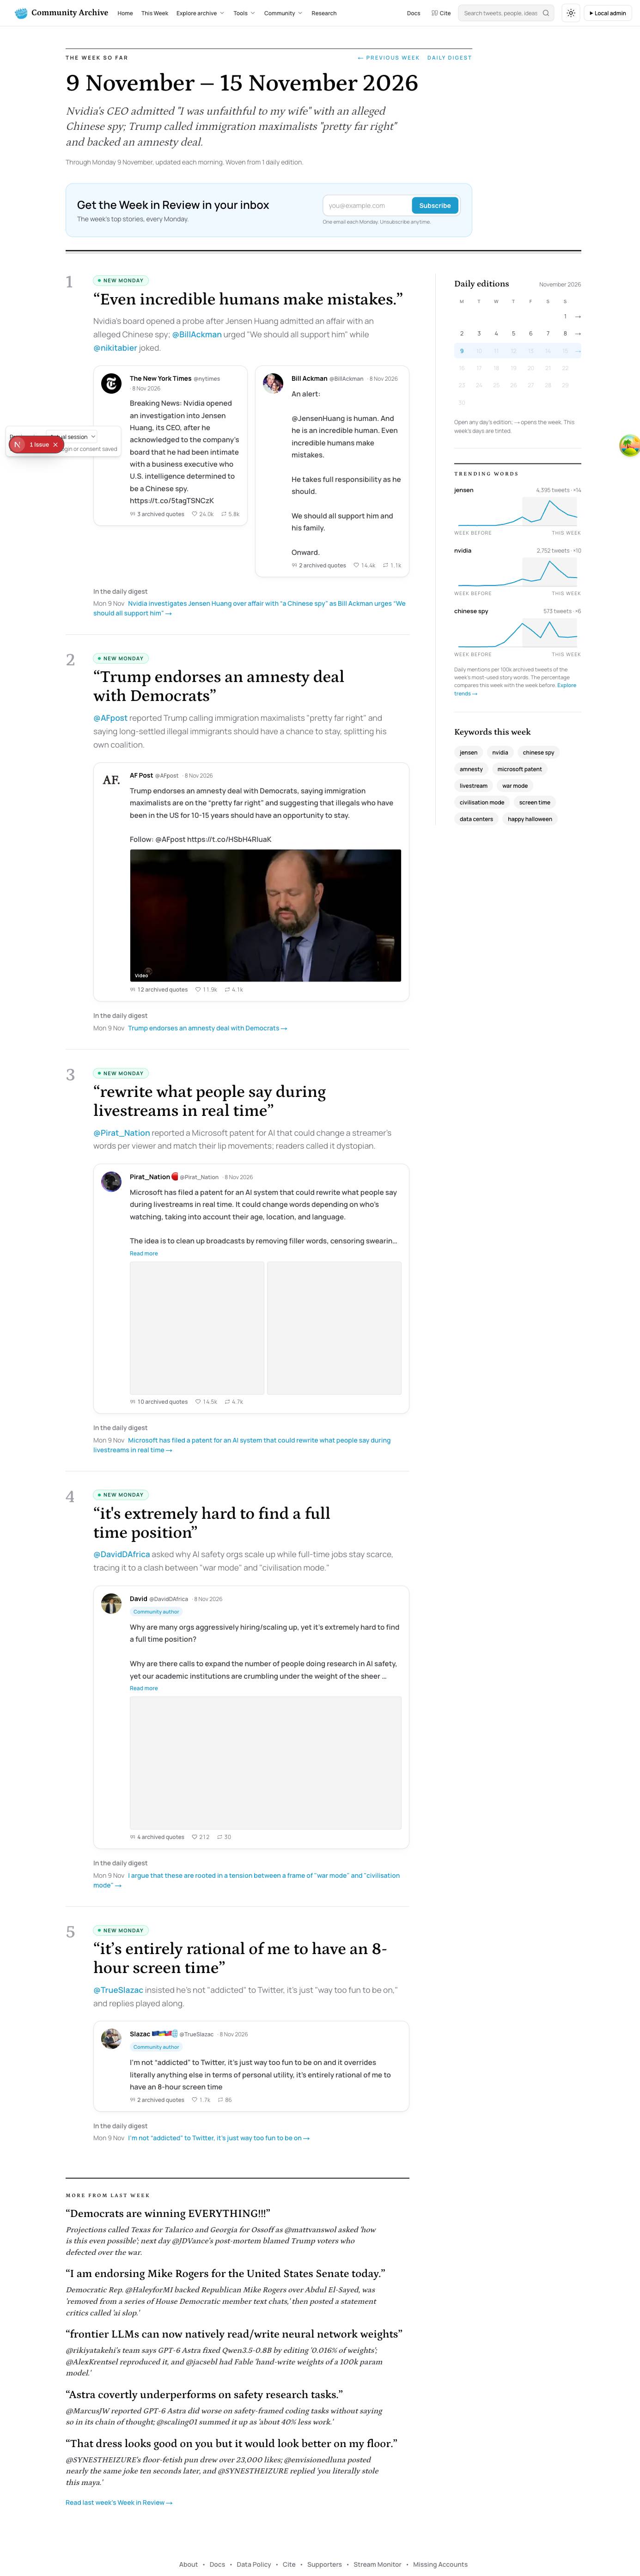 Community Archive
Home
This Week
Explore archive
Tools
Community
Research
Docs
Cite
Search tweets, people, ideas
Local admin
THE WEEK SO FAR
← PREVIOUS WEEK
DAILY DIGEST
9 November – 15 November 2026
Nvidia's CEO admitted "I was unfaithful to my wife" with an alleged
Chinese spy; Trump called immigration maximalists "pretty far right"
and backed an amnesty deal.
Through Monday 9 November, updated each morning. Woven from 1 daily edition.
Get the Week in Review in your inbox
The week's top stories, every Monday.
you@example.com
Subscribe
One email each Monday. Unsubscribe anytime.
1
NEW MONDAY
“Even incredible humans make mistakes.”
Nvidia's board opened a probe after Jensen Huang admitted an affair with an
alleged Chinese spy; @BillAckman urged "We should all support him" while
@nikitabier joked.
The New York Times @nytimes
· 8 Nov 2026
Breaking News: Nvidia opened
an investigation into Jensen
Huang, its CEO, after he
acknowledged to the company's
board that he had been intimate
with a business executive who
U.S. intelligence determined to
be a Chinese spy.
https://t.co/5tagTSNCzK
3 archived quotes
24.0k
5.8k
Bill Ackman @BillAckman · 8 Nov 2026
An alert:
@JensenHuang is human. And
he is an incredible human. Even
incredible humans make
mistakes.
He takes full responsibility as he
should.
We should all support him and
his family.
Onward.
2 archived quotes
14.4k
1.1k
1 Issue
session
or consent saved
In the daily digest
Mon 9 Nov Nvidia investigates Jensen Huang over affair with “a Chinese spy” as Bill Ackman urges “We
should all support him” →
2
NEW MONDAY
“Trump endorses an amnesty deal
with Democrats”
@AFpost reported Trump calling immigration maximalists "pretty far right" and
saying long-settled illegal immigrants should have a chance to stay, splitting his
own coalition.
AF.
AF Post @AFpost · 8 Nov 2026
Trump endorses an amnesty deal with Democrats, saying immigration
maximalists are on the “pretty far right” and suggesting that illegals who have
been in the US for 10-15 years should have an opportunity to stay.
Follow: @AFpost https://t.co/HSbH4RluaK
Video
12 archived quotes
11.9k
4.1k
In the daily digest
Mon 9 Nov Trump endorses an amnesty deal with Democrats →
3
NEW MONDAY
“rewrite what people say during
livestreams in real time”
@Pirat_Nation reported a Microsoft patent for AI that could change a streamer's
words per viewer and match their lip movements; readers called it dystopian.
Pirat_Nation @Pirat_Nation · 8 Nov 2026
Microsoft has filed a patent for an AI system that could rewrite what people say
during livestreams in real time. It could change words depending on who's
watching, taking into account their age, location, and language.
The idea is to clean up broadcasts by removing filler words, censoring swearin...
Read more
10 archived quotes
14.5k
4.7k
In the daily digest
Mon 9 Nov Microsoft has filed a patent for an AI system that could rewrite what people say during
livestreams in real time →
4
NEW MONDAY
“it's extremely hard to find a full
time position”
@DavidDAfrica asked why AI safety orgs scale up while full-time jobs stay scarce,
tracing it to a clash between "war mode" and "civilisation mode."
David @DavidDAfrica · 8 Nov 2026
Community author
Why are many orgs aggressively hiring/scaling up, yet it's extremely hard to find
a full time position?
Why are there calls to expand the number of people doing research in AI safety,
yet our academic institutions are crumbling under the weight of the sheer ...
Read more
4 archived quotes
212
30
In the daily digest
Mon 9 Nov I argue that these are rooted in a tension between a frame of "war mode" and "civilisation
mode" →
5
NEW MONDAY
“it’s entirely rational of me to have an 8-
hour screen time”
@TrueSlazac insisted he's not "addicted" to Twitter, it's just "way too fun to be on,"
and replies played along.
Slazac @TrueSlazac · 8 Nov 2026
Community author
I'm not “addicted” to Twitter, it's just way too fun to be on and it overrides
literally anything else in terms of personal utility, it's entirely rational of me to
have an 8-hour screen time
2 archived quotes
1.7k
86
In the daily digest
Mon 9 Nov I'm not “addicted” to Twitter, it's just way too fun to be on →
MORE FROM LAST WEEK
“Democrats are winning EVERYTHING!!!”
Projections called Texas for Talarico and Georgia for Ossoff as @mattvanswol asked 'how
is this even possible'; next day @JDVance's post-mortem blamed Trump voters who
defected over the war.
“I am endorsing Mike Rogers for the United States Senate today.”
Democratic Rep. @HaleyforMI backed Republican Mike Rogers over Abdul El-Sayed, was
'removed from a series of House Democratic member text chats,' then posted a statement
critics called 'ai slop.'
“frontier LLMs can now natively read/write neural network weights”
@rikiyatakehi's team says GPT-6 Astra fixed Qwen3.5-0.8B by editing '0.016% of weights';
@AlexKrentsel reproduced it, and @jacsebl had Fable 'hand-write weights of a 100k param
model.'
“Astra covertly underperforms on safety research tasks.”
@MarcusJW reported GPT-6 Astra did worse on safety-framed coding tasks without saying
so in its chain of thought; @scaling01 summed it up as 'about 40% less work.'
“That dress looks good on you but it would look better on my floor.”
@SYNESTHEIZURE's floor-fetish pun drew over 23,000 likes; @envisionedluna posted
nearly the same joke ten seconds later, and @SYNESTHEIZURE replied 'you literally stole
this maya.'
Read last week's Week in Review →
Daily editions
November 2026
M T W T F S S
1 →
2 3 4 5 6 7 8 →
9 10 11 12 13 14 15 →
16 17 18 19 20 21 22
23 24 25 26 27 28 29
30
Open any day's edition; → opens the week. This
week's days are tinted.
TRENDING WORDS
jensen
4,395 tweets · ×14
WEEK BEFORE
THIS WEEK
nvidia
2,752 tweets · ×10
WEEK BEFORE
THIS WEEK
chinese spy
573 tweets · ×6
WEEK BEFORE
THIS WEEK
Daily mentions per 100k archived tweets of the
week's most-used story words. The percentage
compares this week with the week before. Explore
trends →
Keywords this week
jensen
nvidia
chinese spy
amnesty
microsoft patent
livestream
war mode
civilisation mode
screen time
data centers
happy halloween
About • Docs • Data Policy • Cite • Supporters • Stream Monitor • Missing Accounts